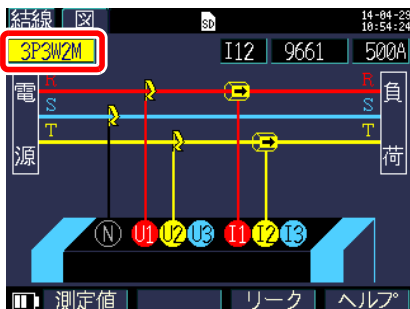 結線 図 SD 14-04-29
10:54:24
3P3W2M I12 9661 500A
電源 R R 負荷
S S
T T
N U1 U2 U3 I1 I2 I3
測定値 リーク ヘルプ